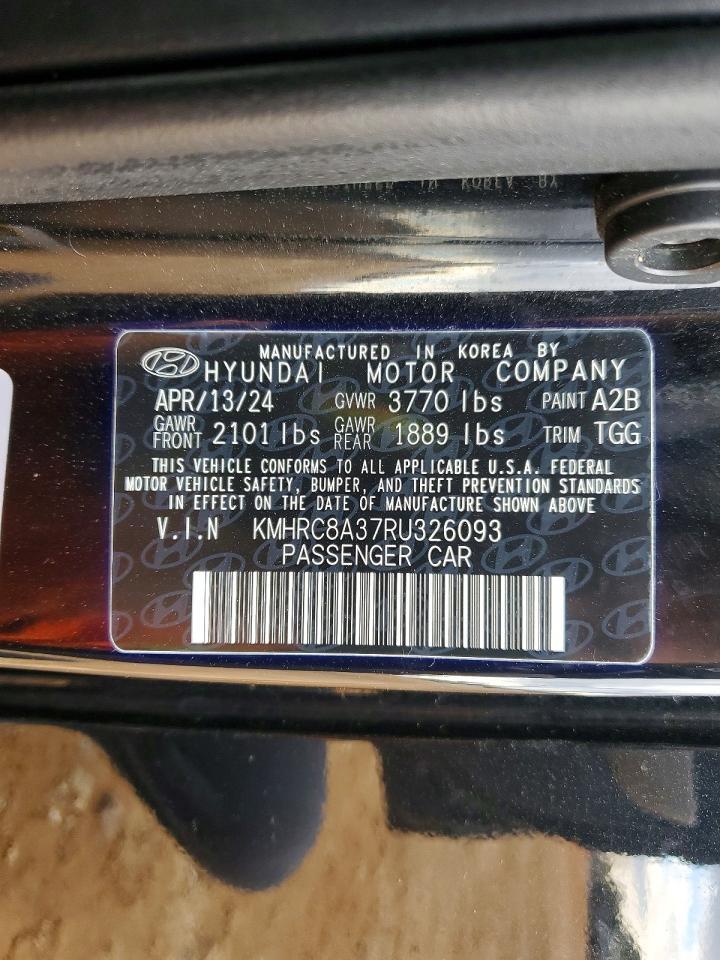 MANUFACTURED IN KOREA BY
HYUNDAI MOTOR COMPANY
APR/13/24 GVWR 3770 lbs PAINT A2B
GAWR FRONT 2101 lbs GAWR REAR 1889 lbs TRIM TGG
THIS VEHICLE CONFORMS TO ALL APPLICABLE U.S.A. FEDERAL
MOTOR VEHICLE SAFETY, BUMPER, AND THEFT PREVENTION STANDARDS
IN EFFECT ON THE DATE OF MANUFACTURE SHOWN ABOVE
V.I.N KMHRC8A37RU326093
PASSENGER CAR